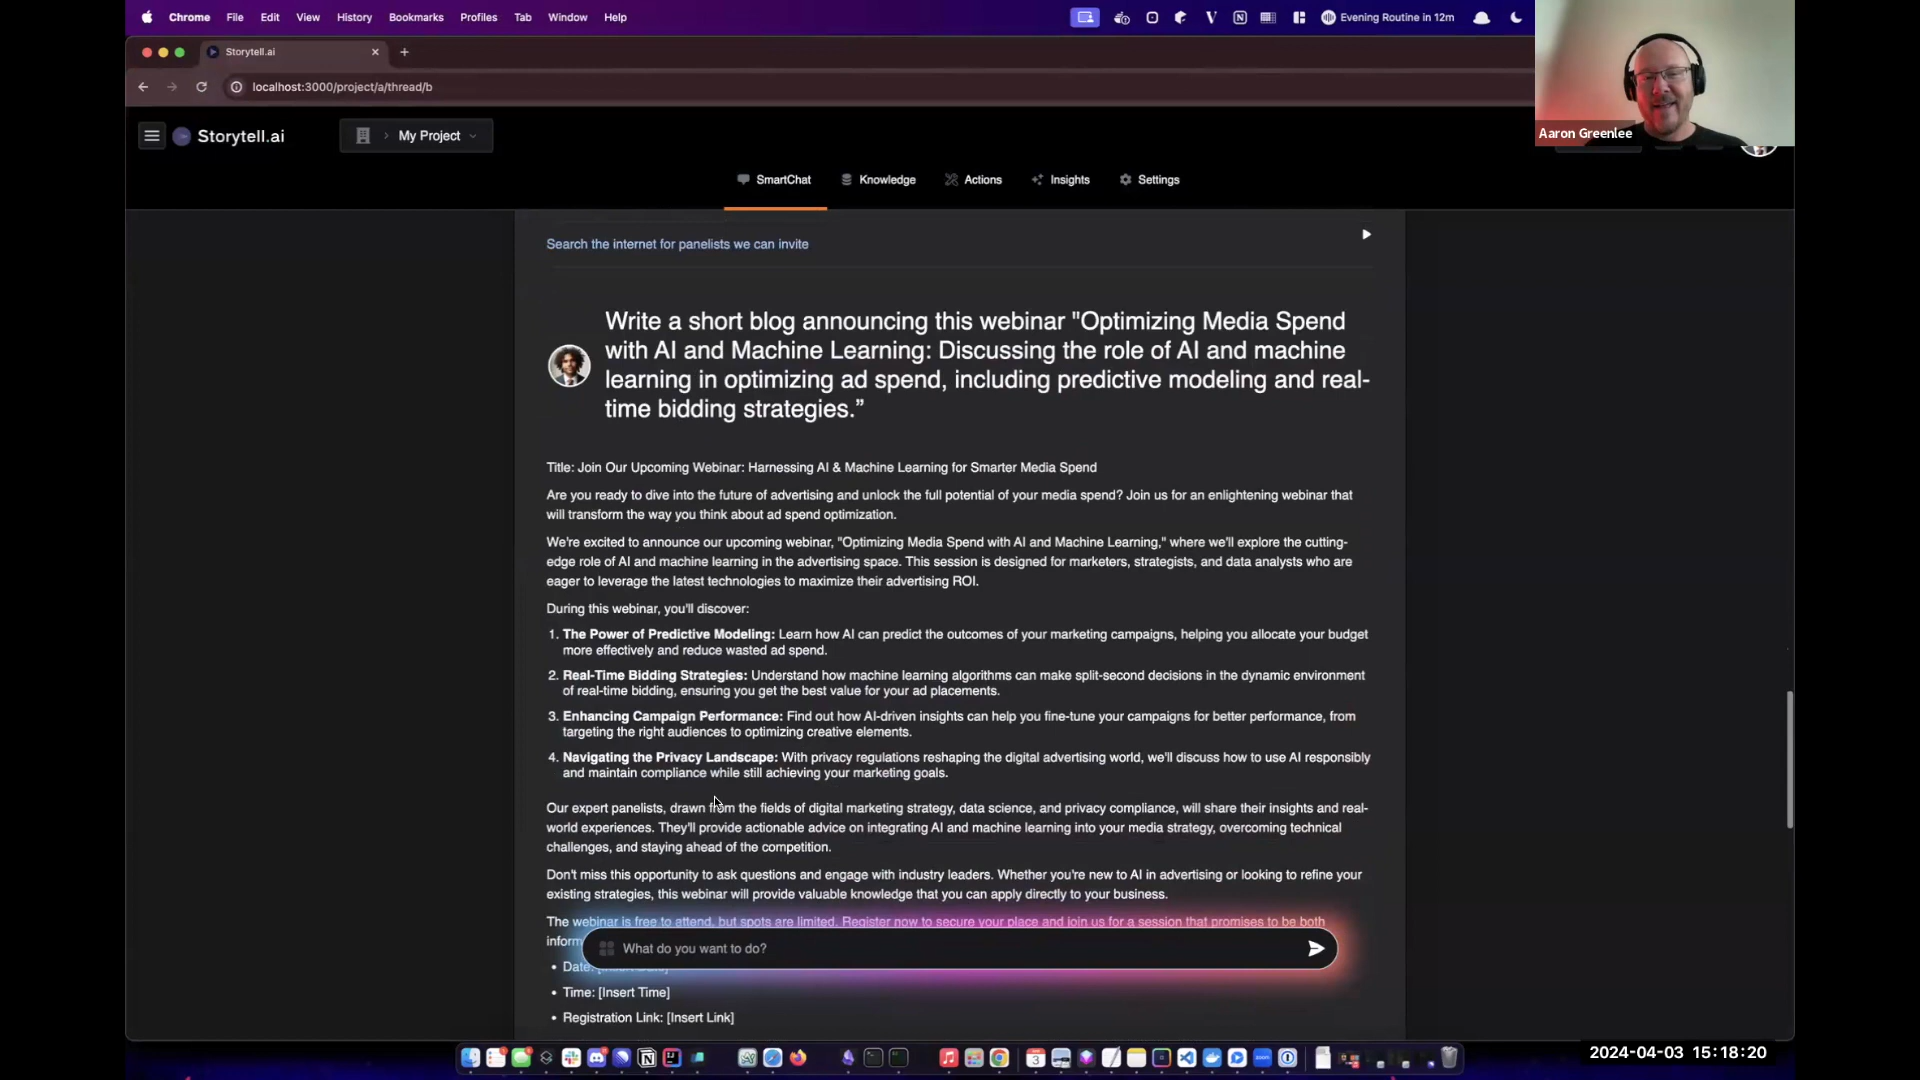 Chrome File Edit View History Bookmarks Profiles Tab Window Help
Evening Routine in 12m
Storytell.ai
localhost:3000/project/a/thread/b
Storytell.ai
My Project
Aaron Greenlee
SmartChat Knowledge Actions Insights Settings
Search the internet for panelists we can invite
Write a short blog announcing this webinar "Optimizing Media Spend
with AI and Machine Learning: Discussing the role of AI and machine
learning in optimizing ad spend, including predictive modeling and real-
time bidding strategies.”
Title: Join Our Upcoming Webinar: Harnessing AI & Machine Learning for Smarter Media Spend
Are you ready to dive into the future of advertising and unlock the full potential of your media spend? Join us for an enlightening webinar that
will transform the way you think about ad spend optimization.
We're excited to announce our upcoming webinar, "Optimizing Media Spend with AI and Machine Learning," where we'll explore the cutting-
edge role of AI and machine learning in the advertising space. This session is designed for marketers, strategists, and data analysts who are
eager to leverage the latest technologies to maximize their advertising ROI.
During this webinar, you'll discover:
1. The Power of Predictive Modeling: Learn how AI can predict the outcomes of your marketing campaigns, helping you allocate your budget
more effectively and reduce wasted ad spend.
2. Real-Time Bidding Strategies: Understand how machine learning algorithms can make split-second decisions in the dynamic environment
of real-time bidding, ensuring you get the best value for your ad placements.
3. Enhancing Campaign Performance: Find out how AI-driven insights can help you fine-tune your campaigns for better performance, from
targeting the right audiences to optimizing creative elements.
4. Navigating the Privacy Landscape: With privacy regulations reshaping the digital advertising world, we'll discuss how to use AI responsibly
and maintain compliance while still achieving your marketing goals.
Our expert panelists, drawn from the fields of digital marketing strategy, data science, and privacy compliance, will share their insights and real-
world experiences. They'll provide actionable advice on integrating AI and machine learning into your media strategy, overcoming technical
challenges, and staying ahead of the competition.
Don't miss this opportunity to ask questions and engage with industry leaders. Whether you're new to AI in advertising or looking to refine your
existing strategies, this webinar will provide valuable knowledge that you can apply directly to your business.
The webinar is free to attend, but spots are limited. Register now to secure your place and join us for a session that promises to be both
inform
What do you want to do?
• Date:
• Time: [Insert Time]
• Registration Link: [Insert Link]
2024-04-03 15:18:20